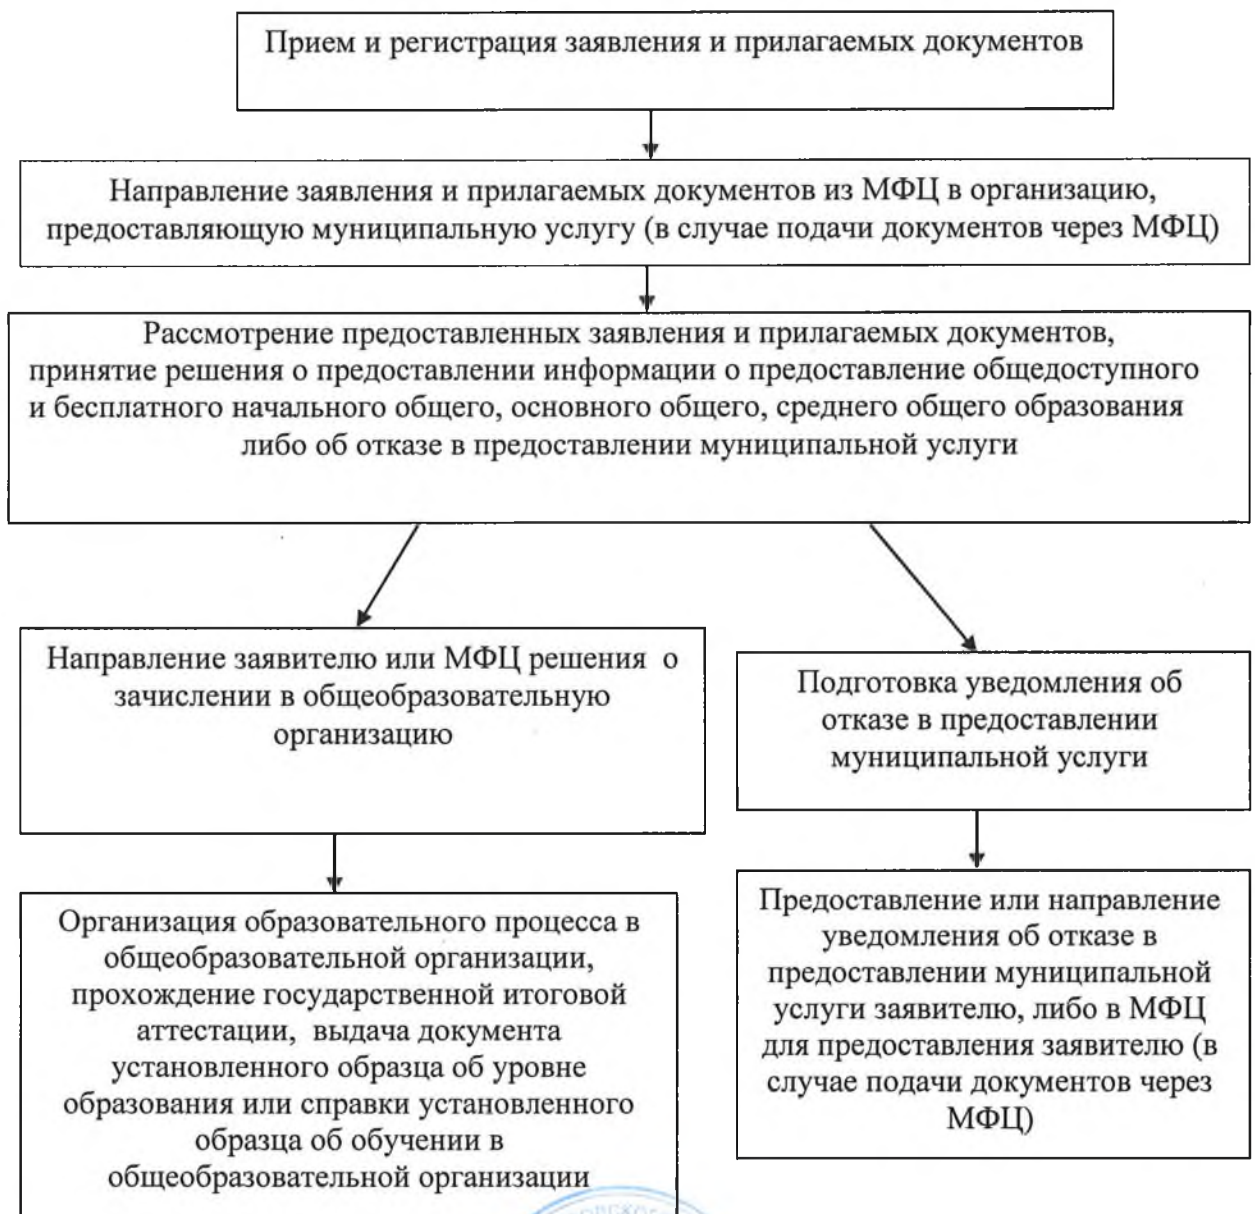 Прием и регистрация заявления и прилагаемых документов
Направление заявления и прилагаемых документов из МФЦ в организацию,
предоставляющую муниципальную услугу (в случае подачи документов через МФЦ)
Рассмотрение предоставленных заявления и прилагаемых документов,
принятие решения о предоставлении информации о предоставление общедоступного
и бесплатного начального общего, основного общего, среднего общего образования
либо об отказе в предоставлении муниципальной услуги
Направление заявителю или МФЦ решения о
зачислении в общеобразовательную
организацию
Подготовка уведомления об
отказе в предоставлении
муниципальной услуги
Организация образовательного процесса в
общеобразовательной организации,
прохождение государственной итоговой
аттестации, выдача документа
установленного образца об уровне
образования или справки установленного
образца об обучении в
общеобразовательной организации
Предоставление или направление
уведомления об отказе в
предоставлении муниципальной
услуги заявителю, либо в МФЦ
для предоставления заявителю (в
случае подачи документов через
МФЦ)